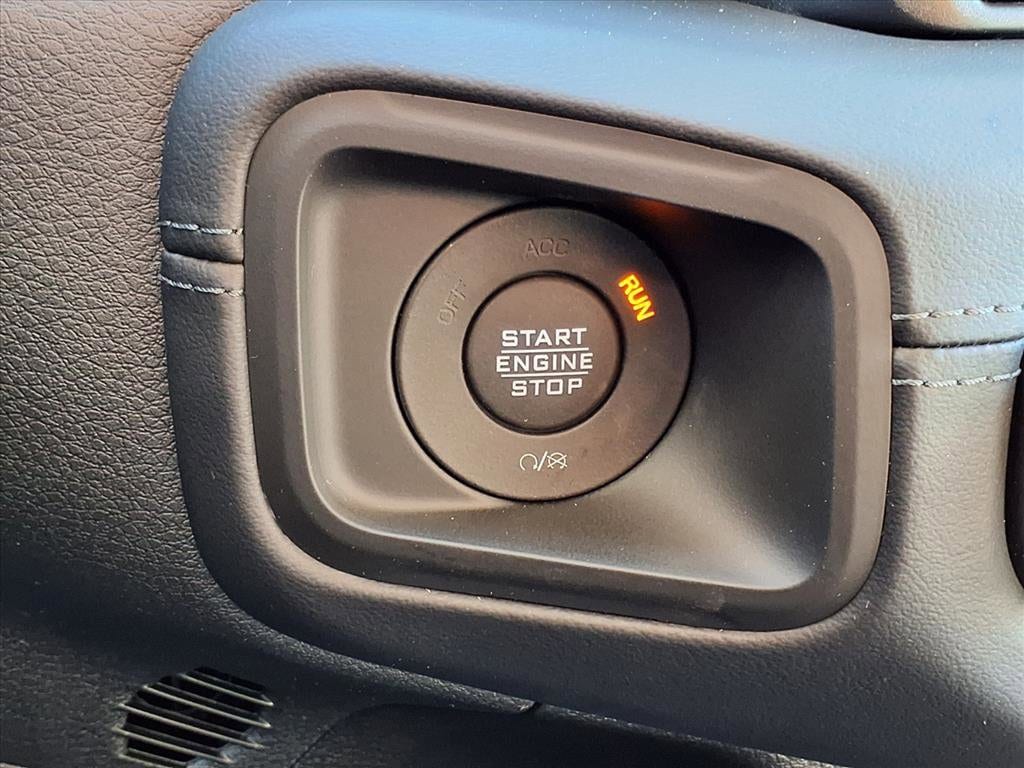 ACC
OFF
RUN
START
ENGINE
STOP